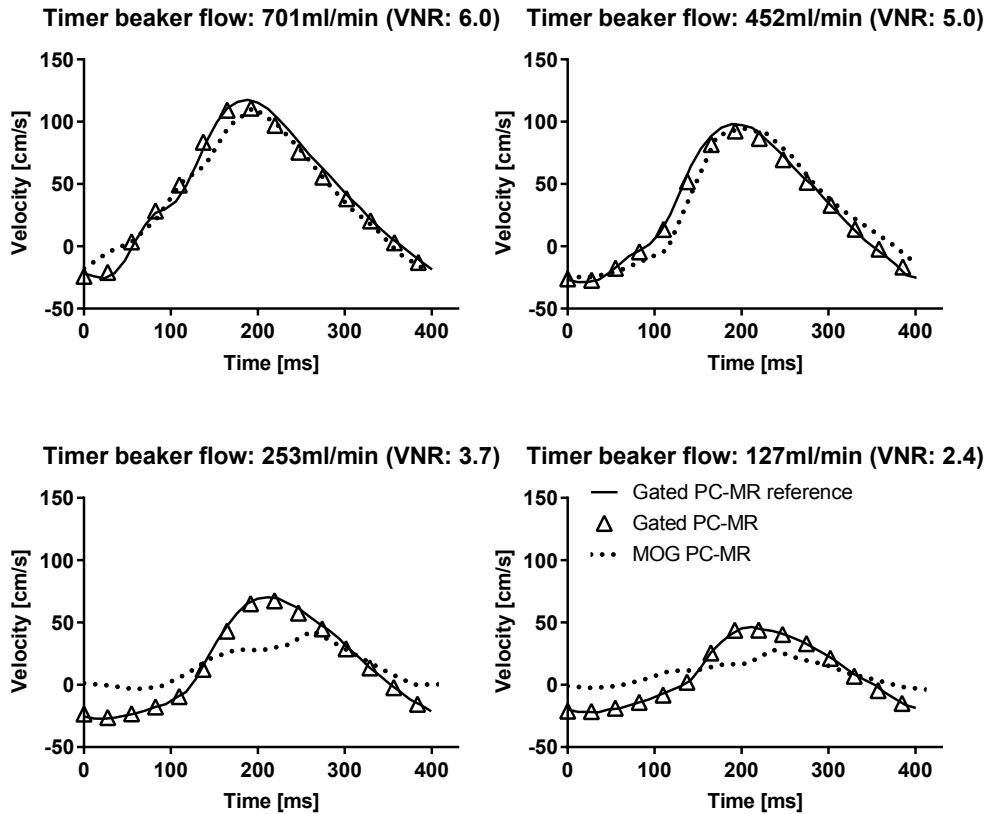 Timer beaker flow: 701ml/min (VNR: 6.0)
Velocity [cm/s]
150
100
50
0
-50
0 100 200 300 400
Time [ms]
Timer beaker flow: 452ml/min (VNR: 5.0)
Velocity [cm/s]
150
100
50
0
-50
0 100 200 300 400
Time [ms]
Timer beaker flow: 253ml/min (VNR: 3.7)
Velocity [cm/s]
150
100
50
0
-50
0 100 200 300 400
Time [ms]
Timer beaker flow: 127ml/min (VNR: 2.4)
Gated PC-MR reference
Gated PC-MR
MOG PC-MR
Velocity [cm/s]
150
100
50
0
-50
0 100 200 300 400
Time [ms]